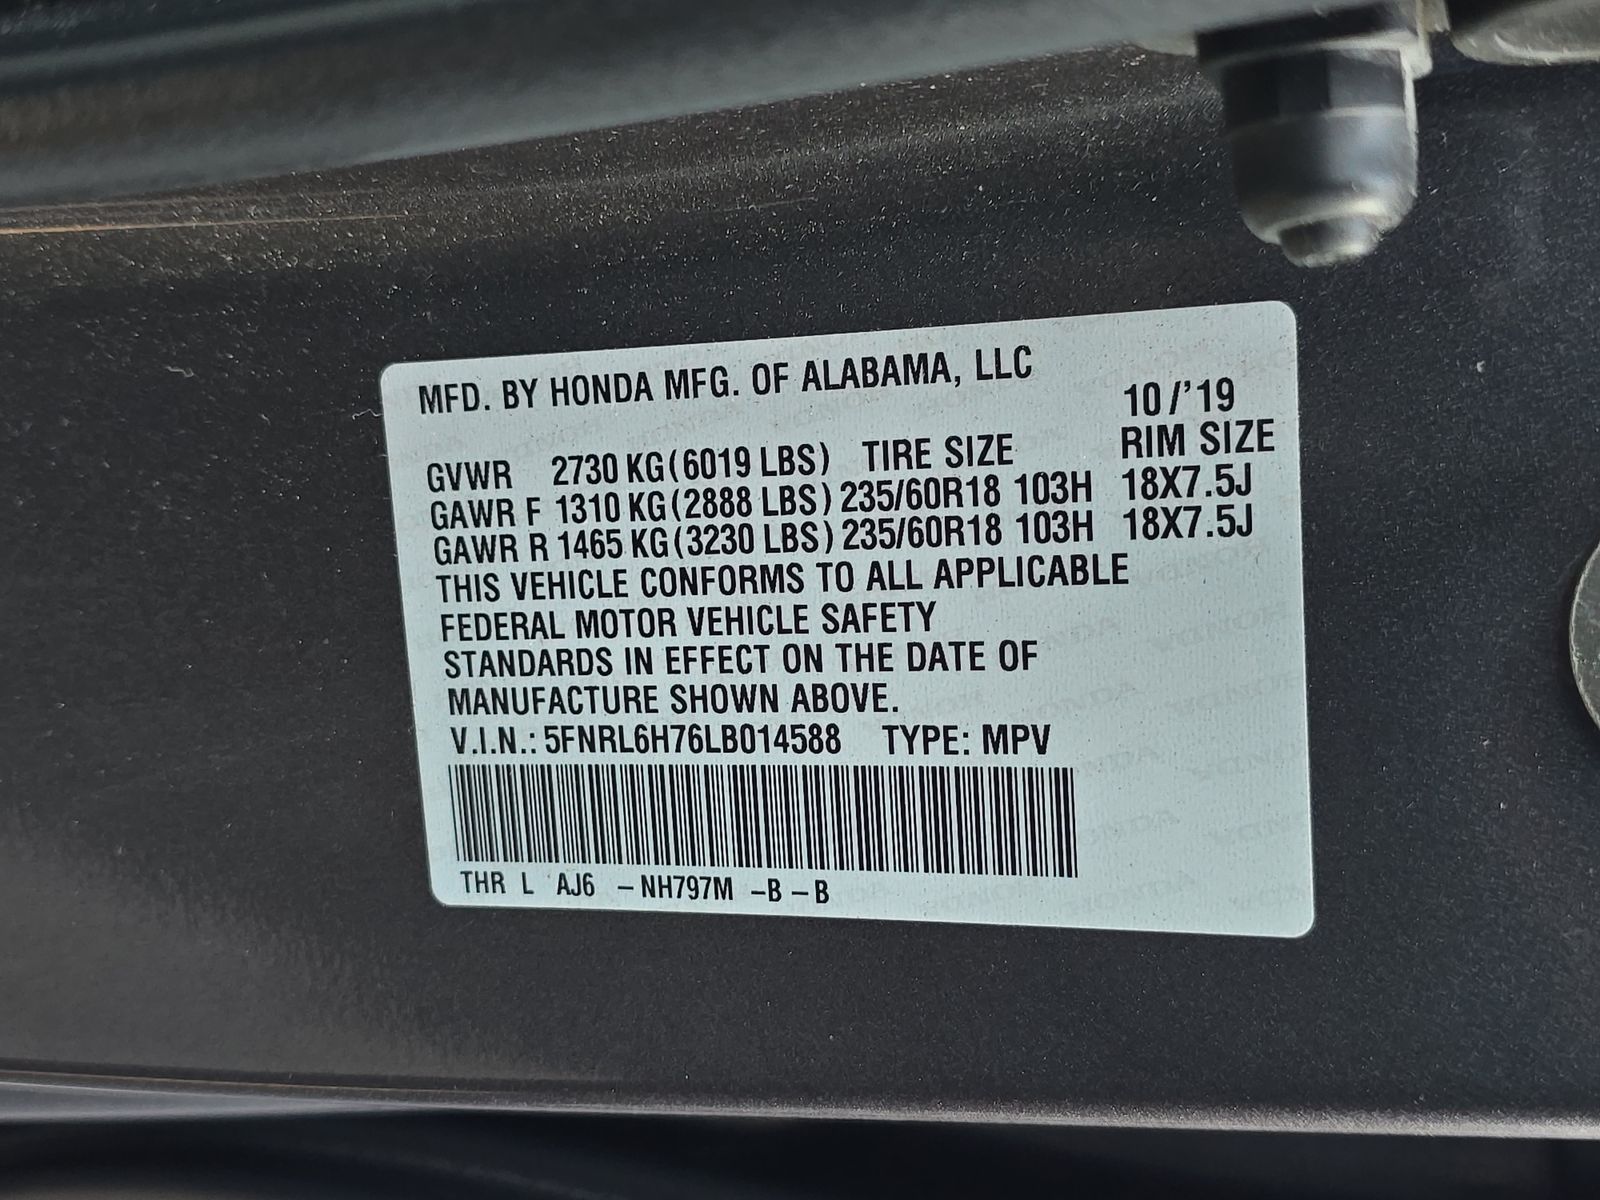 MFD. BY HONDA MFG. OF ALABAMA, LLC
10/'19
GVWR 2730 KG(6019 LBS) TIRE SIZE RIM SIZE
GAWR F 1310 KG(2888 LBS) 235/60R18 103H 18X7.5J
GAWR R 1465 KG(3230 LBS) 235/60R18 103H 18X7.5J
THIS VEHICLE CONFORMS TO ALL APPLICABLE
FEDERAL MOTOR VEHICLE SAFETY
STANDARDS IN EFFECT ON THE DATE OF
MANUFACTURE SHOWN ABOVE.
V.I.N.: 5FNRL6H76LB014588 TYPE: MPV
THR L AJ6 -NH797M -B-B